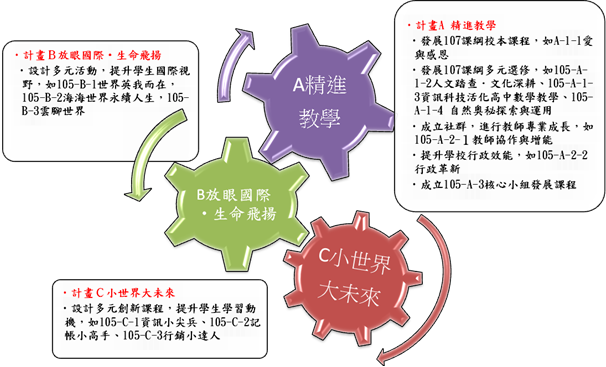 ・計畫B放眼國際・生命飛揚
・設計多元活動，提升學生國際視
野，如105-B-1世界英我而在，
105-B-2海海世界永續人生，105-
B-3雲腳世界
A精進
教學
・計畫A 精進教學
・發展107課綱校本課程，如A-1-1愛
與感恩
・發展107課綱多元選修，如105-A-
1-2人文踏查・文化深耕、105-A-1-
3資訊科技活化高中數學教學、105-
A-1-4 自然奧秘探索與運用
・成立社群，進行教師專業成長，如
105-A-2-1教師協作與增能
・提升學校行政效能，如105-A-2-2
行政革新
・成立105-A-3核心小組發展課程
B放眼國際
・生命飛揚
C小世界
大未來
・計畫C小世界大未來
・設計多元創新課程，提升學生學習動
機，如105-C-1資訊小尖兵、105-C-2記
帳小高手、105-C-3行銷小達人